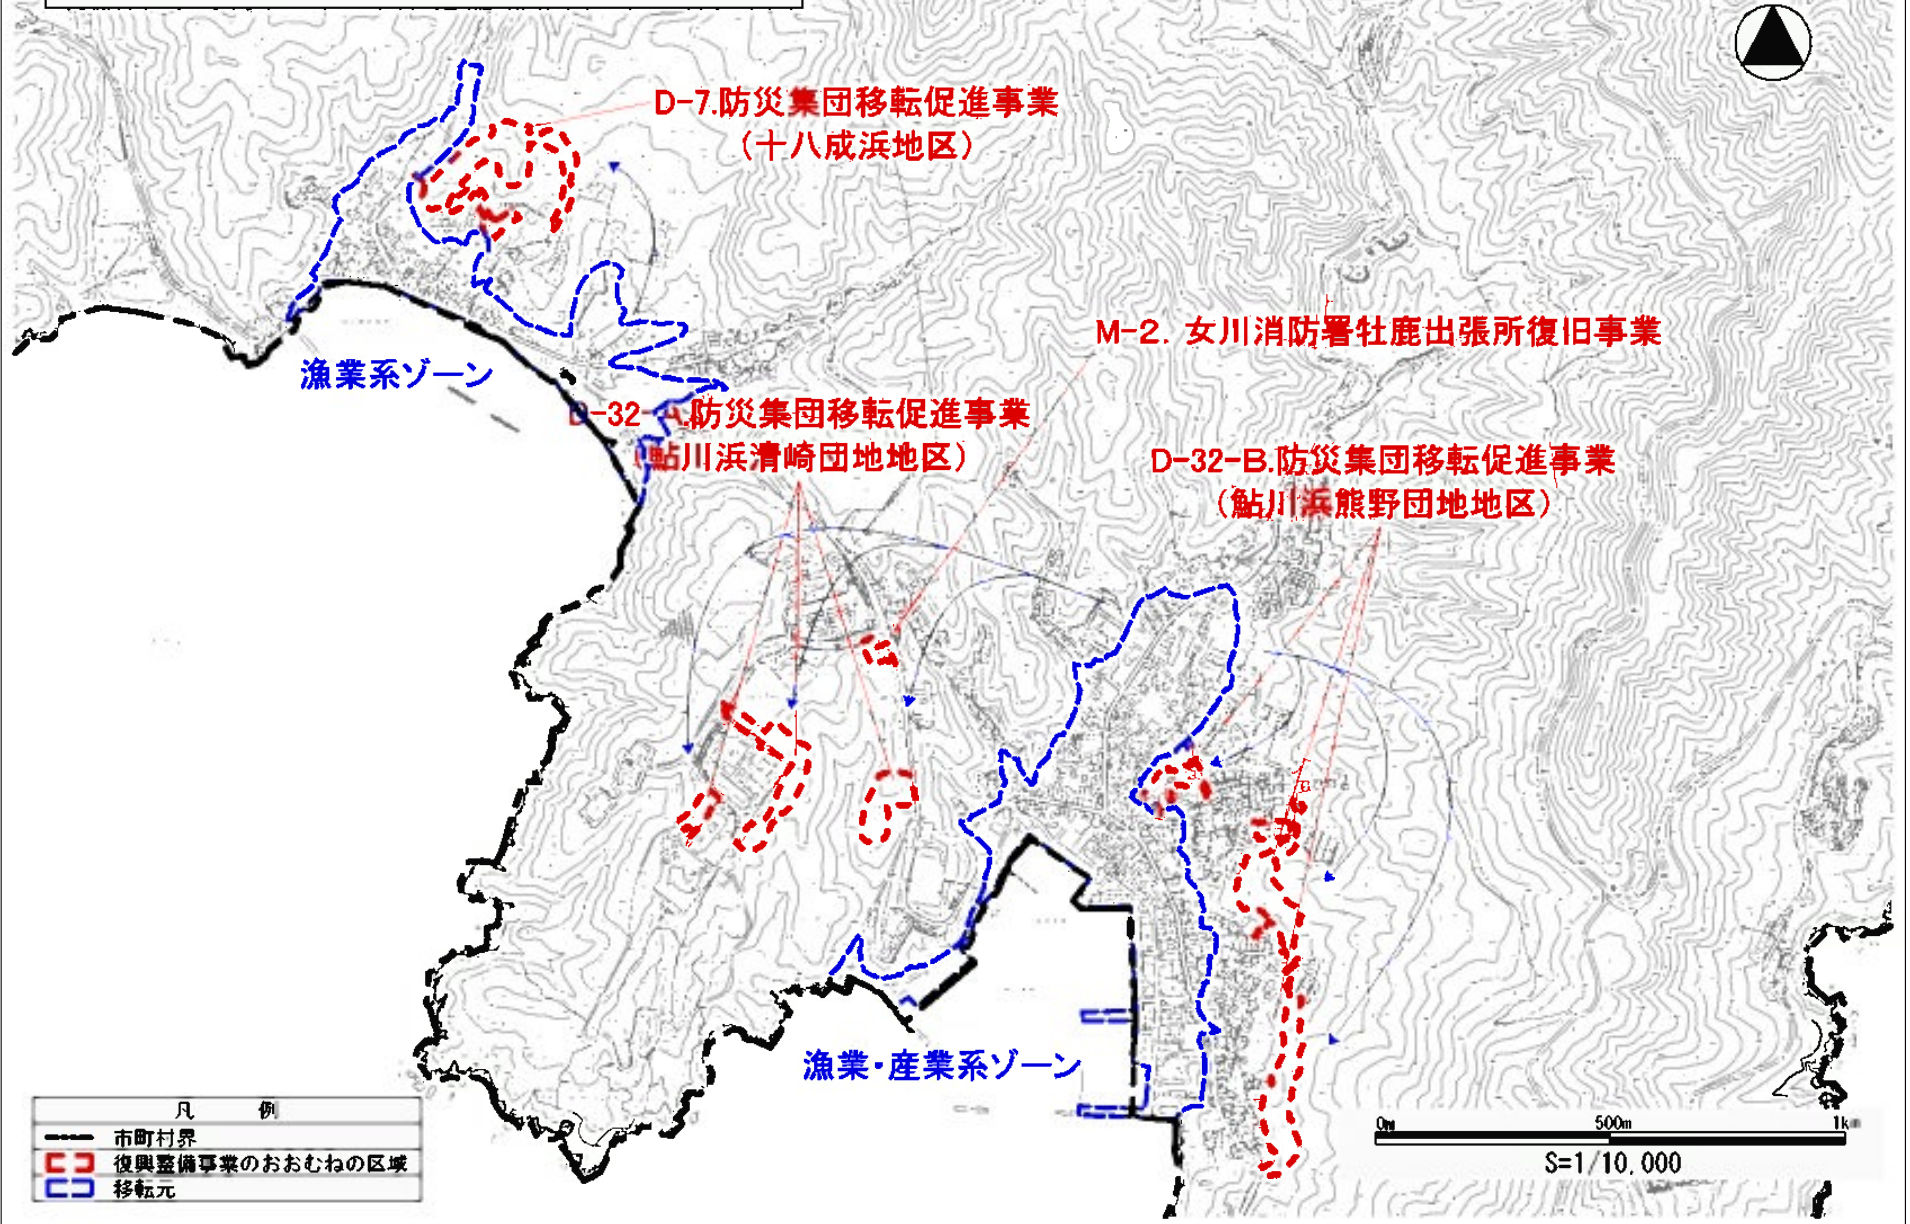 D-7.防災集団移転促進事業
(十八成浜地区)
M-2. 女川消防署牡鹿出張所復旧事業
漁業系ゾーン
D-32-A.防災集団移転促進事業
(鮎川浜清崎団地地区)
D-32-B.防災集団移転促進事業
(鮎川浜熊野団地地区)
漁業・産業系ゾーン
凡 例
市町村界
復興整備事業のおおむねの区域
移転元
0m 500m 1km
S=1/10,000